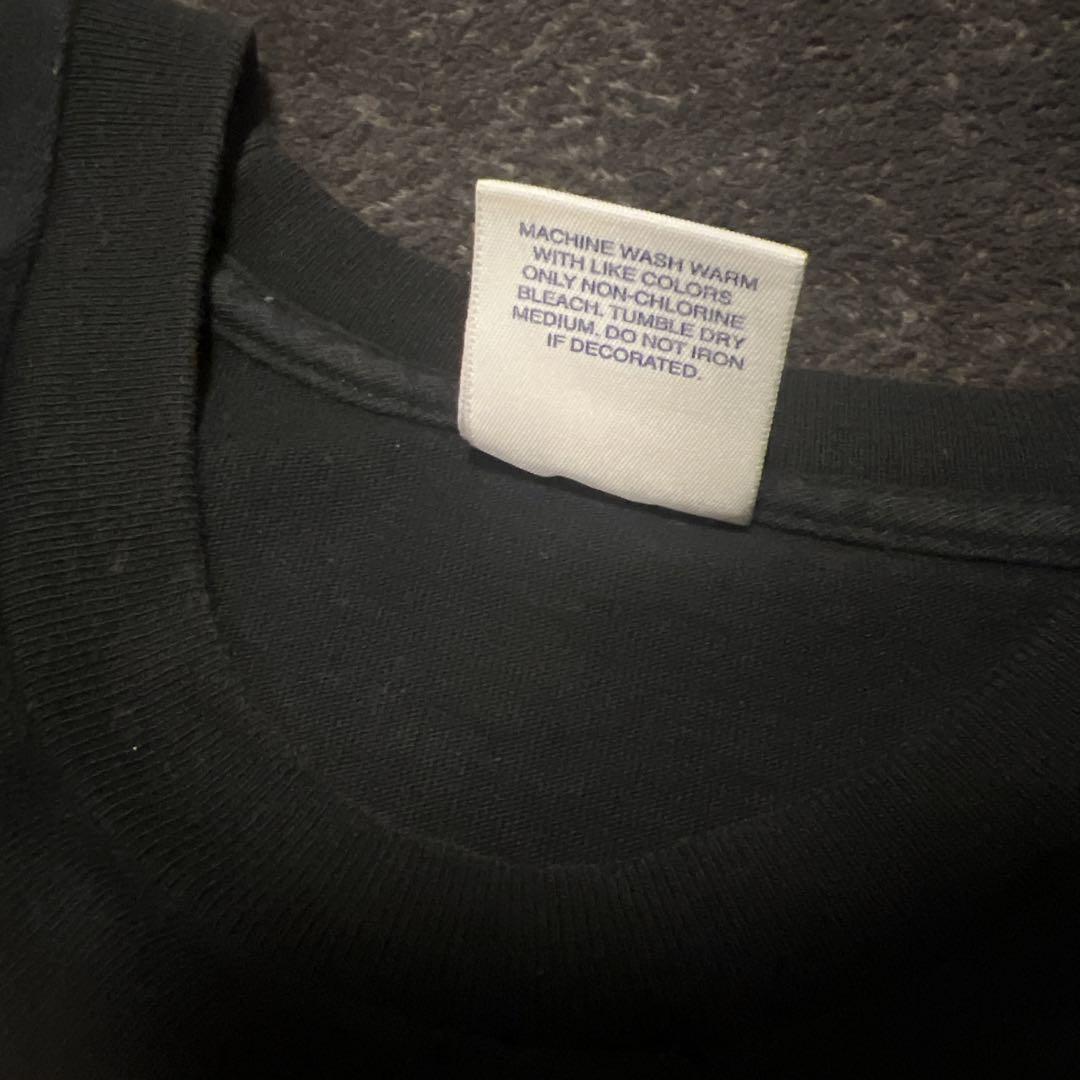 MACHINE WASH WARM
WITH LIKE COLORS
ONLY NON-CHLORINE
BLEACH. TUMBLE DRY
MEDIUM. DO NOT IRON
IF DECORATED.